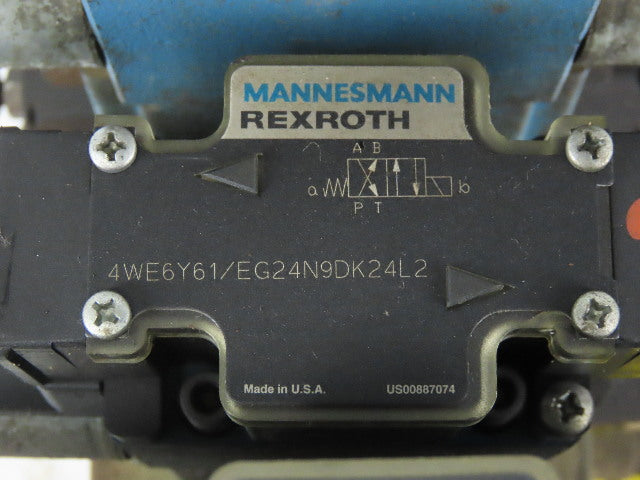 MANNESMANN
REXROTH
A B
a b
P T
4WE6Y61/EG24N9DK24L2
Made in U.S.A. US00887074